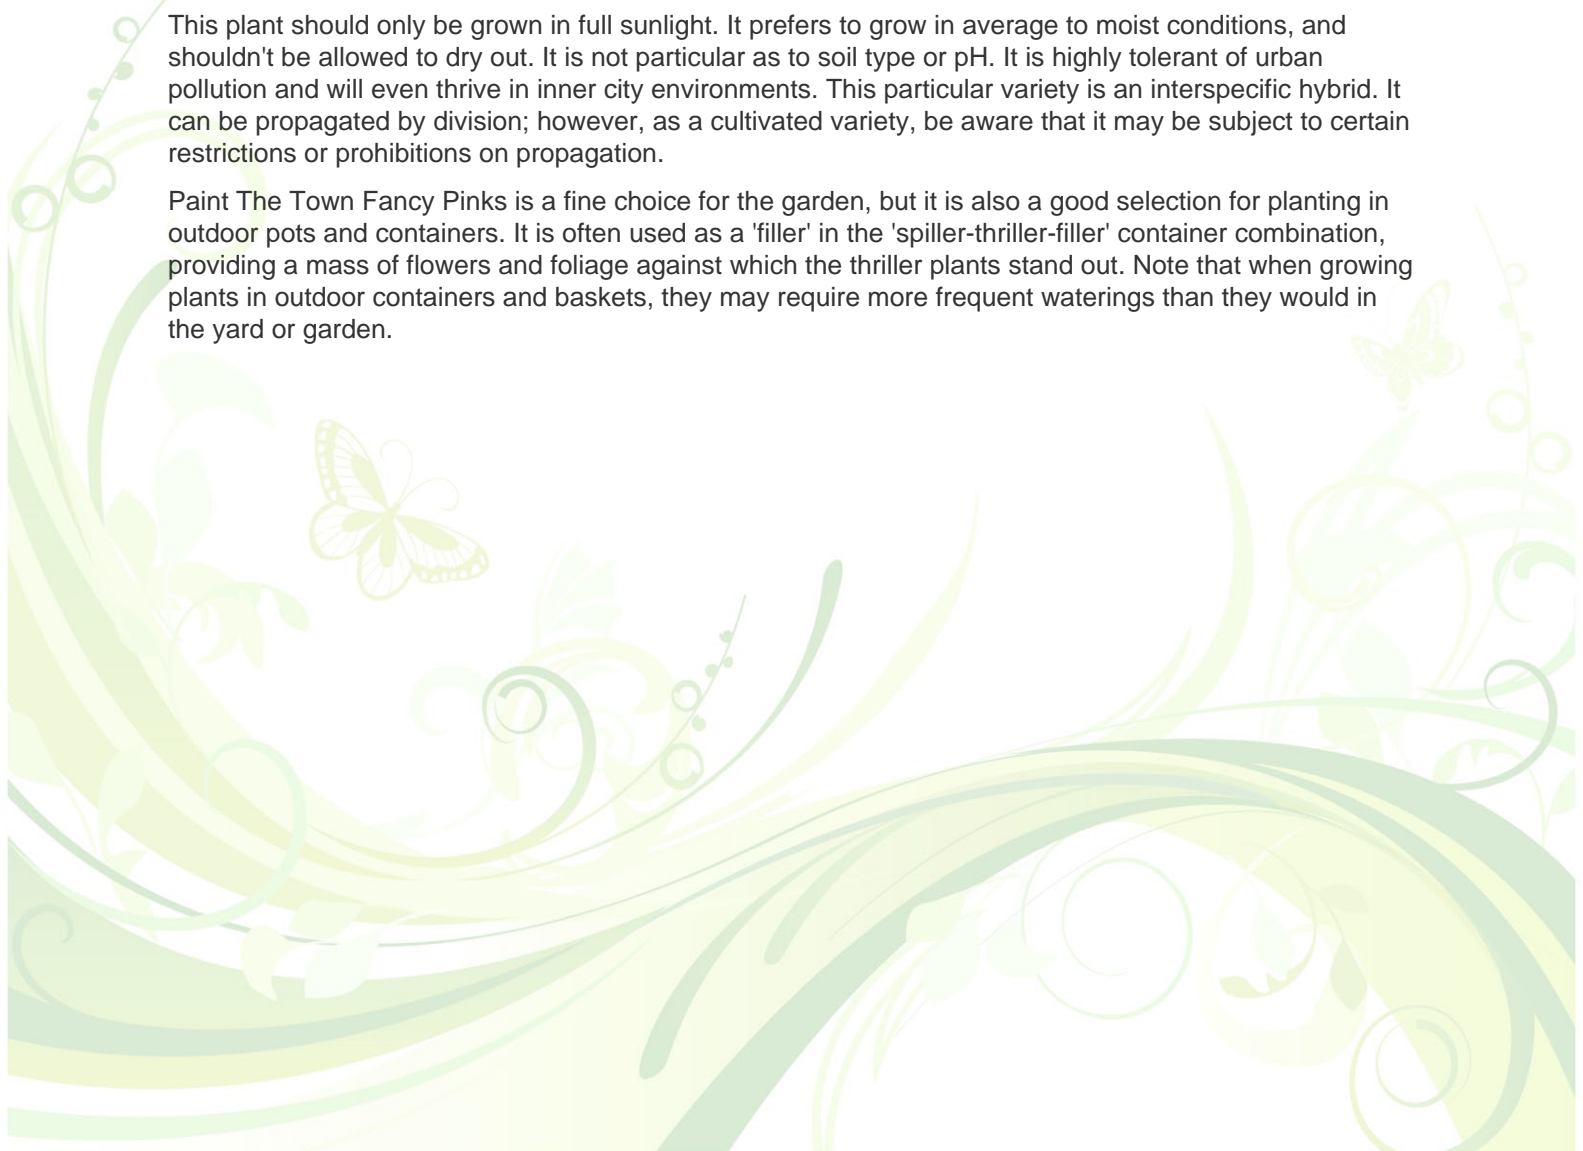 This plant should only be grown in full sunlight. It prefers to grow in average to moist conditions, and
shouldn't be allowed to dry out. It is not particular as to soil type or pH. It is highly tolerant of urban
pollution and will even thrive in inner city environments. This particular variety is an interspecific hybrid. It
can be propagated by division; however, as a cultivated variety, be aware that it may be subject to certain
restrictions or prohibitions on propagation.
Paint The Town Fancy Pinks is a fine choice for the garden, but it is also a good selection for planting in
outdoor pots and containers. It is often used as a 'filler' in the 'spiller-thriller-filler' container combination,
providing a mass of flowers and foliage against which the thriller plants stand out. Note that when growing
plants in outdoor containers and baskets, they may require more frequent waterings than they would in
the yard or garden.